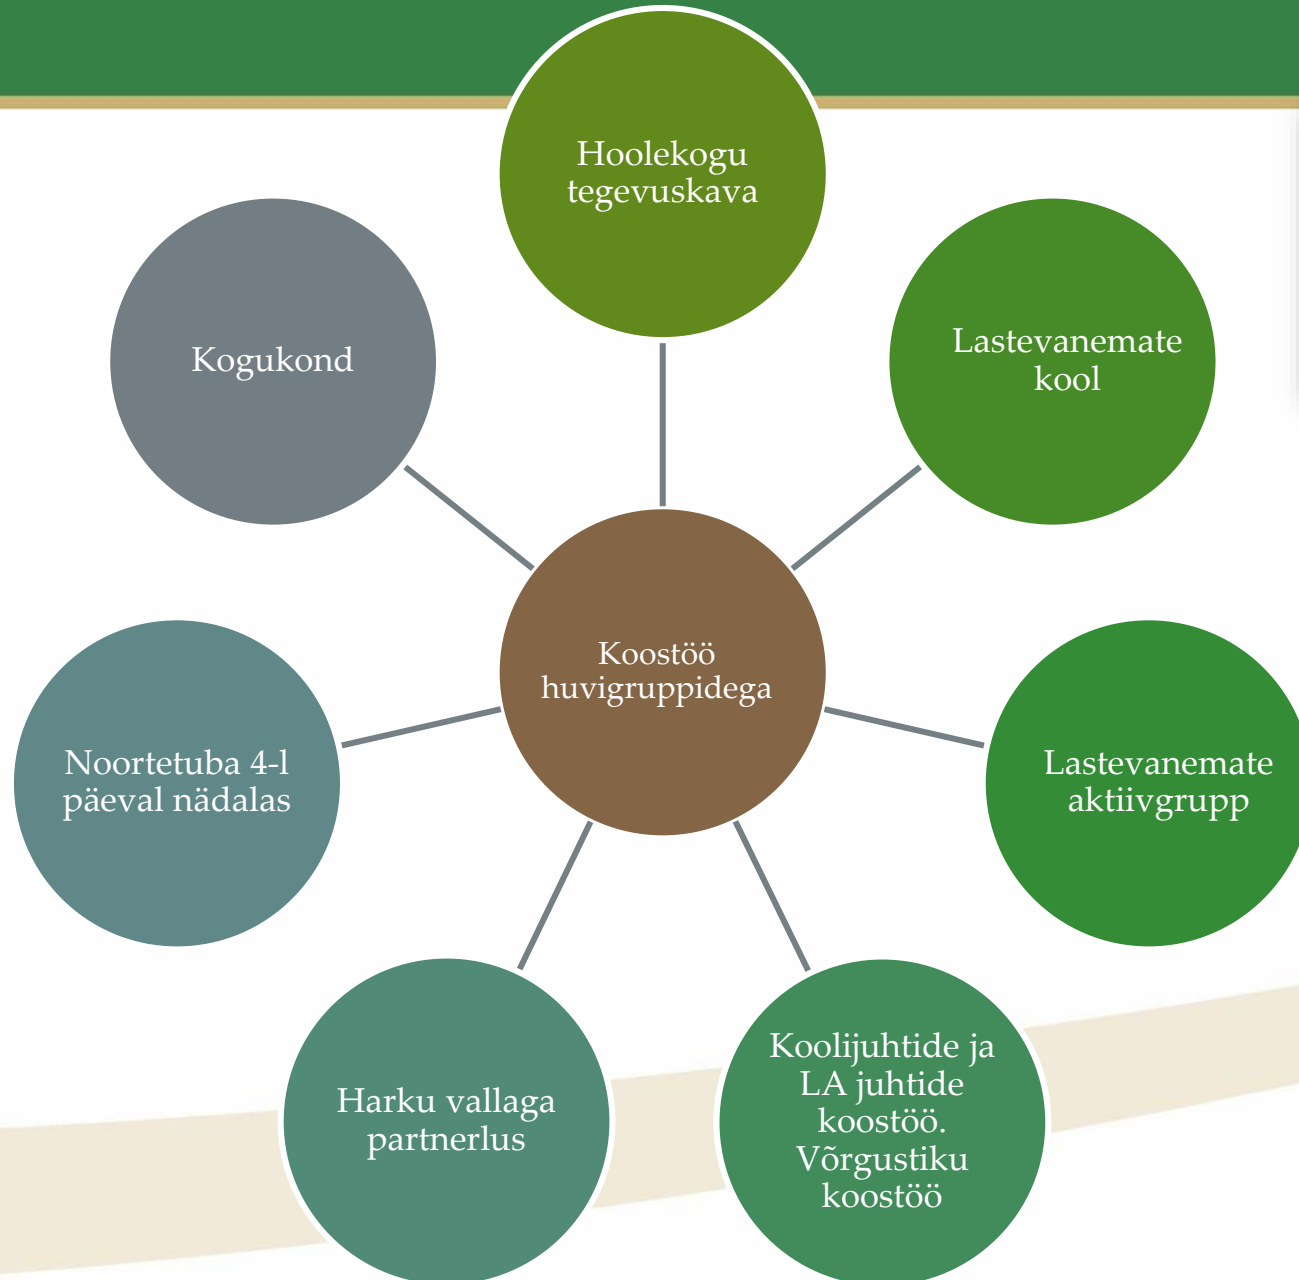 Hoolekogu
tegevuskava
Lastevanemate
kool
Lastevanemate
aktiivgrupp
Koolijuhtide ja
LA juhtide
koostöö.
Võrgustiku
koostöö
Harku vallaga
partnerlus
Noortetuba 4-l
päeval nädalas
Kogukond
Koostöö
huvigruppidega